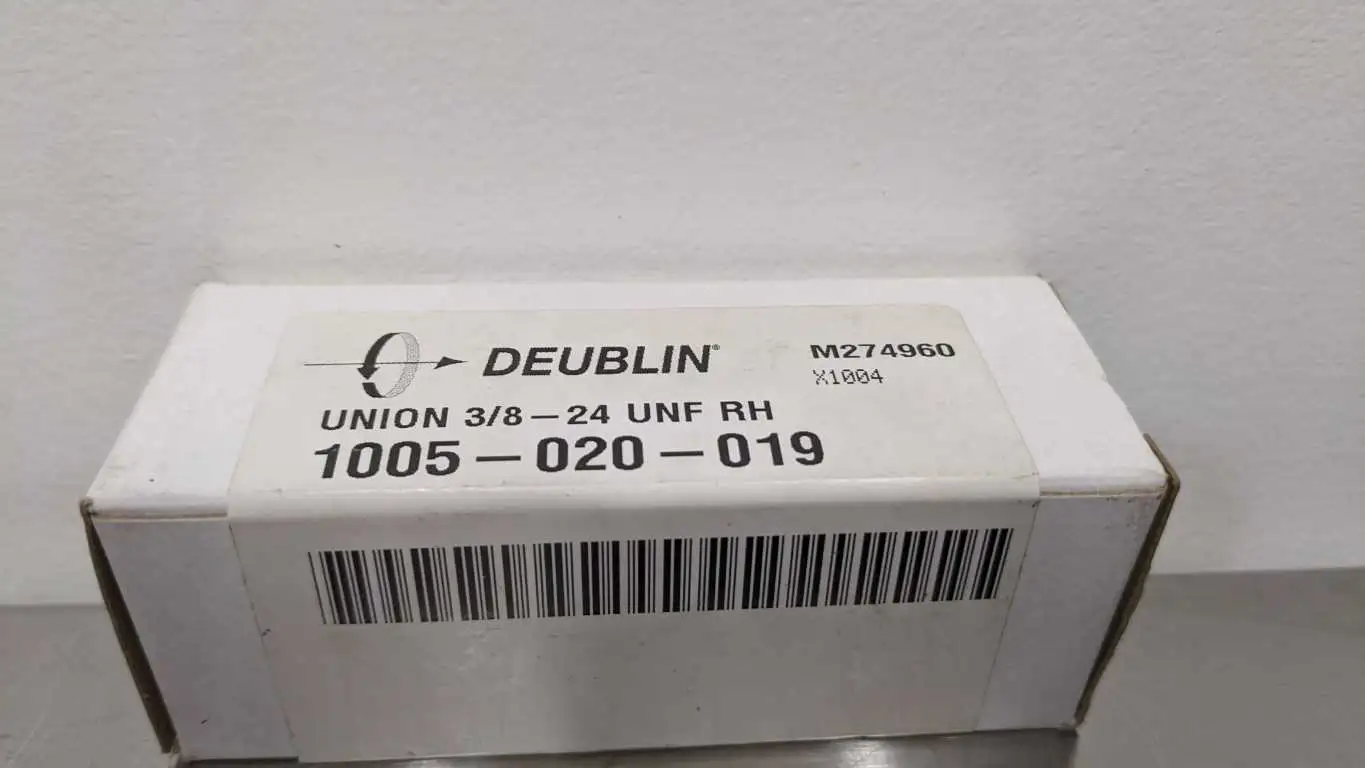 DEUBLIN®
M274960
X1004
UNION 3/8-24 UNF RH
1005-020-019